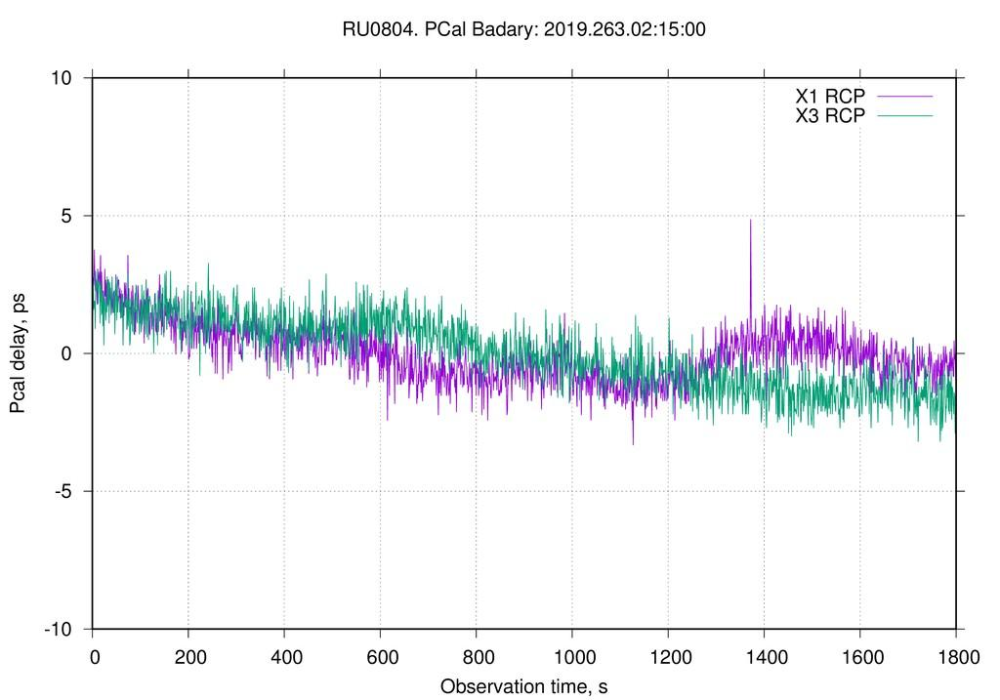 RU0804. PCal Badary: 2019.263.02:15:00
X1 RCP
X3 RCP
10
5
0
-5
-10
Pcal delay, ps
0 200 400 600 800 1000 1200 1400 1600 1800
Observation time, s